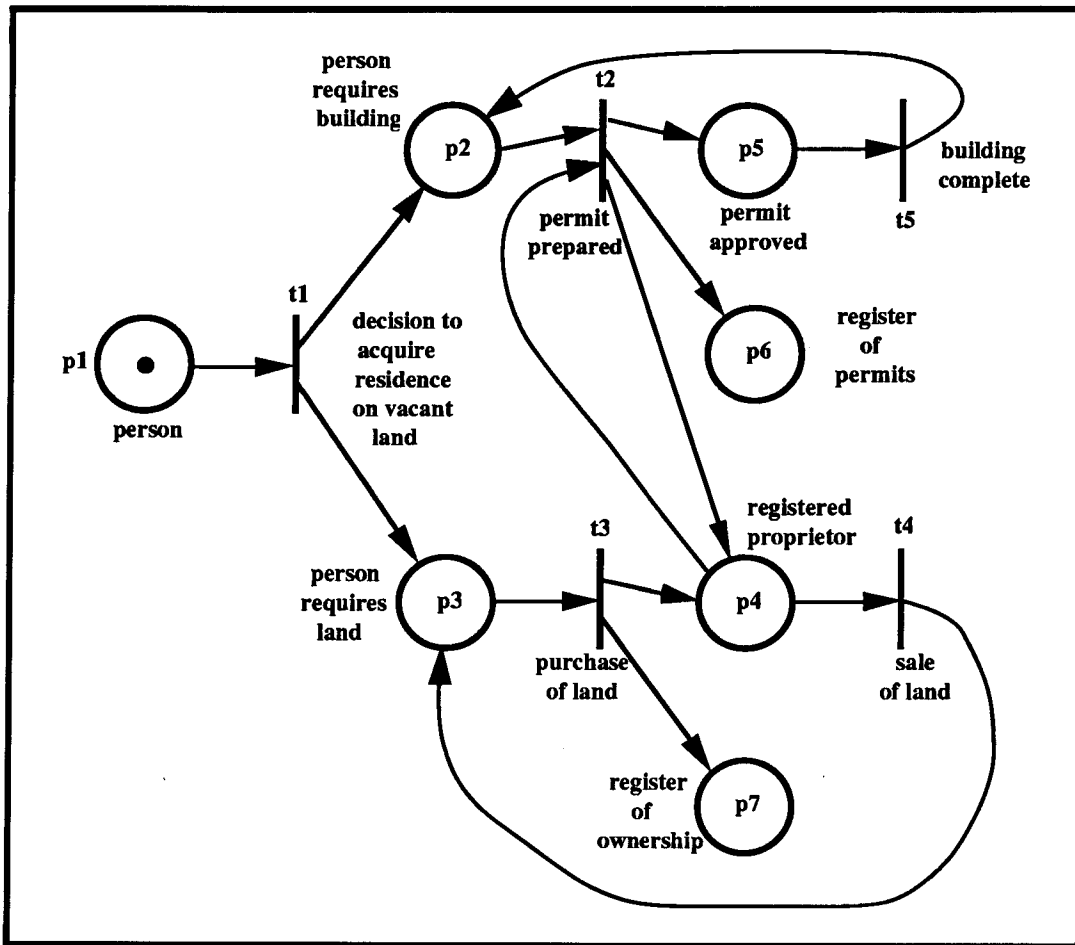 person
requires
building
p2
t2
permit
prepared
p5
permit
approved
building
complete
t5
t1
decision to
acquire
residence
on vacant
land
p1
person
p6
register
of
permits
person
requires
land
p3
t3
purchase
of land
registered
proprietor
p4
t4
sale
of land
register
of
ownership
p7